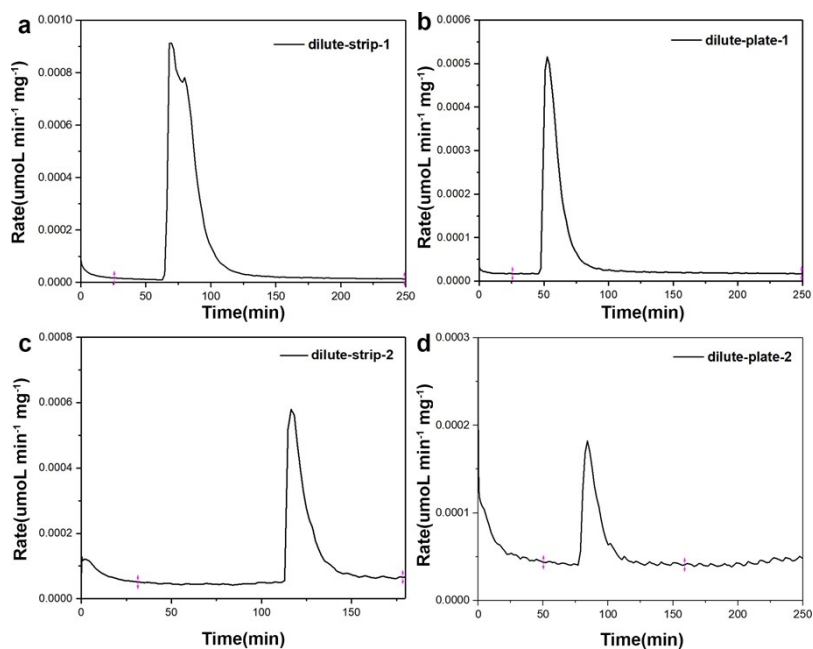 a
dilute-strip-1
Rate(umoL min-1 mg-1)
0.0010
0.0008
0.0006
0.0004
0.0002
0.0000
0 50 100 150 200 250
Time(min)
b
dilute-plate-1
Rate(umoL min-1 mg-1)
0.0006
0.0005
0.0004
0.0003
0.0002
0.0001
0.0000
0 50 100 150 200 250
Time(min)
c
dilute-strip-2
Rate(umoL min-1 mg-1)
0.0008
0.0006
0.0004
0.0002
0.0000
0 50 100 150
Time(min)
d
dilute-plate-2
Rate(umoL min-1 mg-1)
0.0003
0.0002
0.0001
0.0000
0 50 100 150 200 250
Time(min)